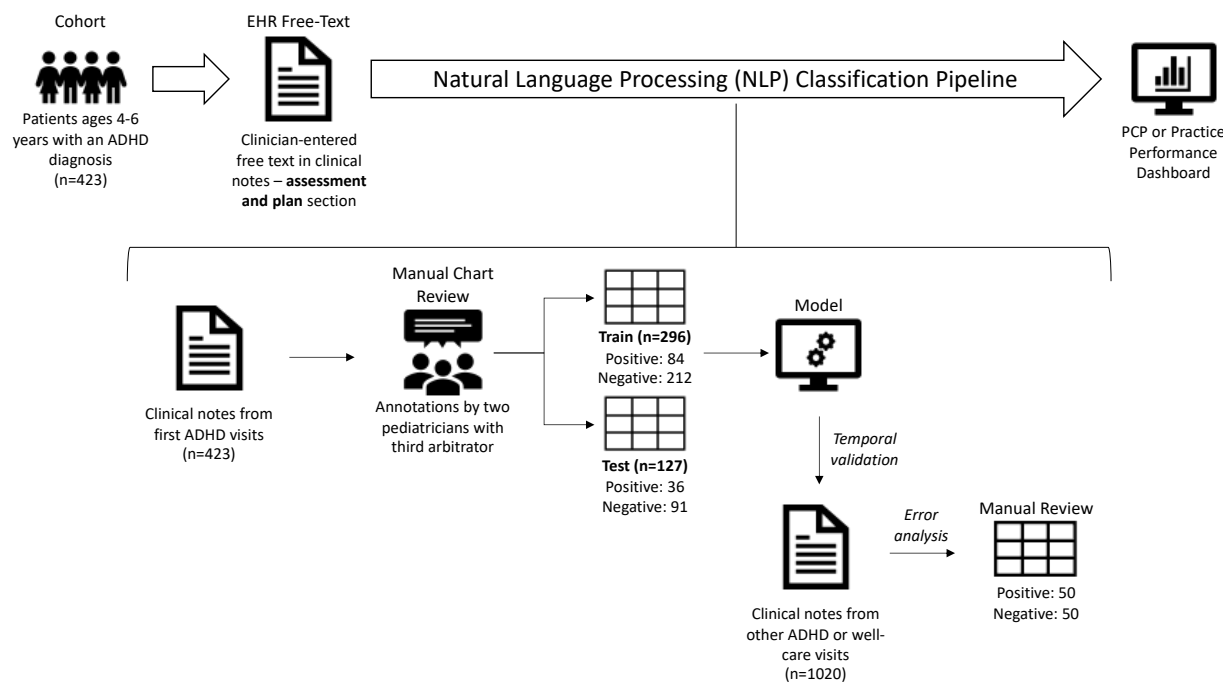 Cohort
Patients ages 4-6
years with an ADHD
diagnosis
(n=423)
EHR Free-Text
Clinician-entered
free text in clinical
notes – assessment
and plan section
Natural Language Processing (NLP) Classification Pipeline
PCP or Practice
Performance
Dashboard
Clinical notes from
first ADHD visits
(n=423)
Manual Chart
Review
Annotations by two
pediatricians with
third arbitrator
Train (n=296)
Positive: 84
Negative: 212
Test (n=127)
Positive: 36
Negative: 91
Model
Temporal
validation
Clinical notes from
other ADHD or well-
care visits
(n=1020)
Error
analysis
Manual Review
Positive: 50
Negative: 50